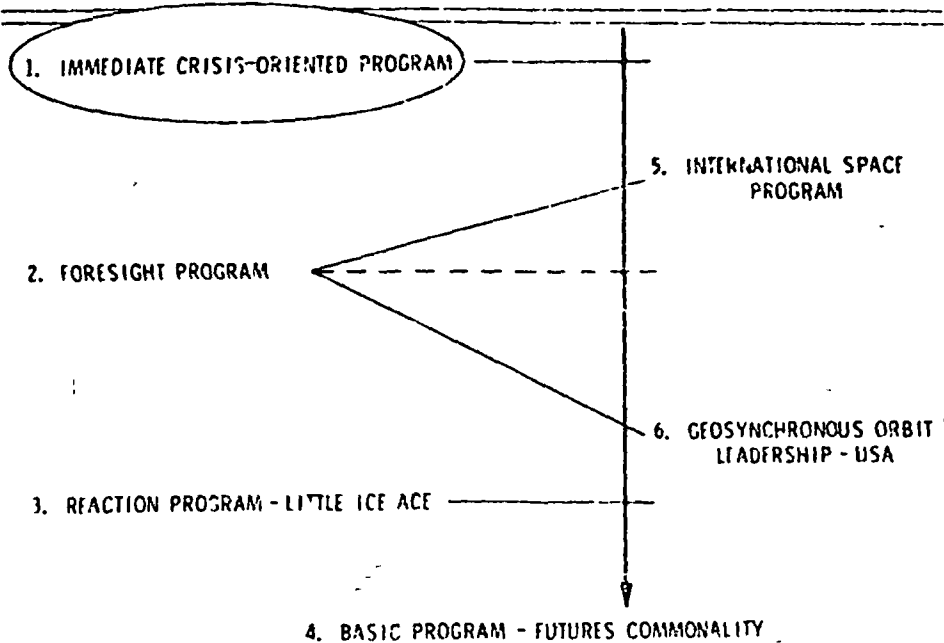 1. IMMEDIATE CRISIS-ORIENTED PROGRAM
5. INTERNATIONAL SPACE
PROGRAM
2. FORESIGHT PROGRAM
6. GEOSYNCHRONOUS ORBIT
LEADERSHIP - USA
3. REACTION PROGRAM - LITTLE ICE ACE
4. BASIC PROGRAM - FUTURES COMMONALITY